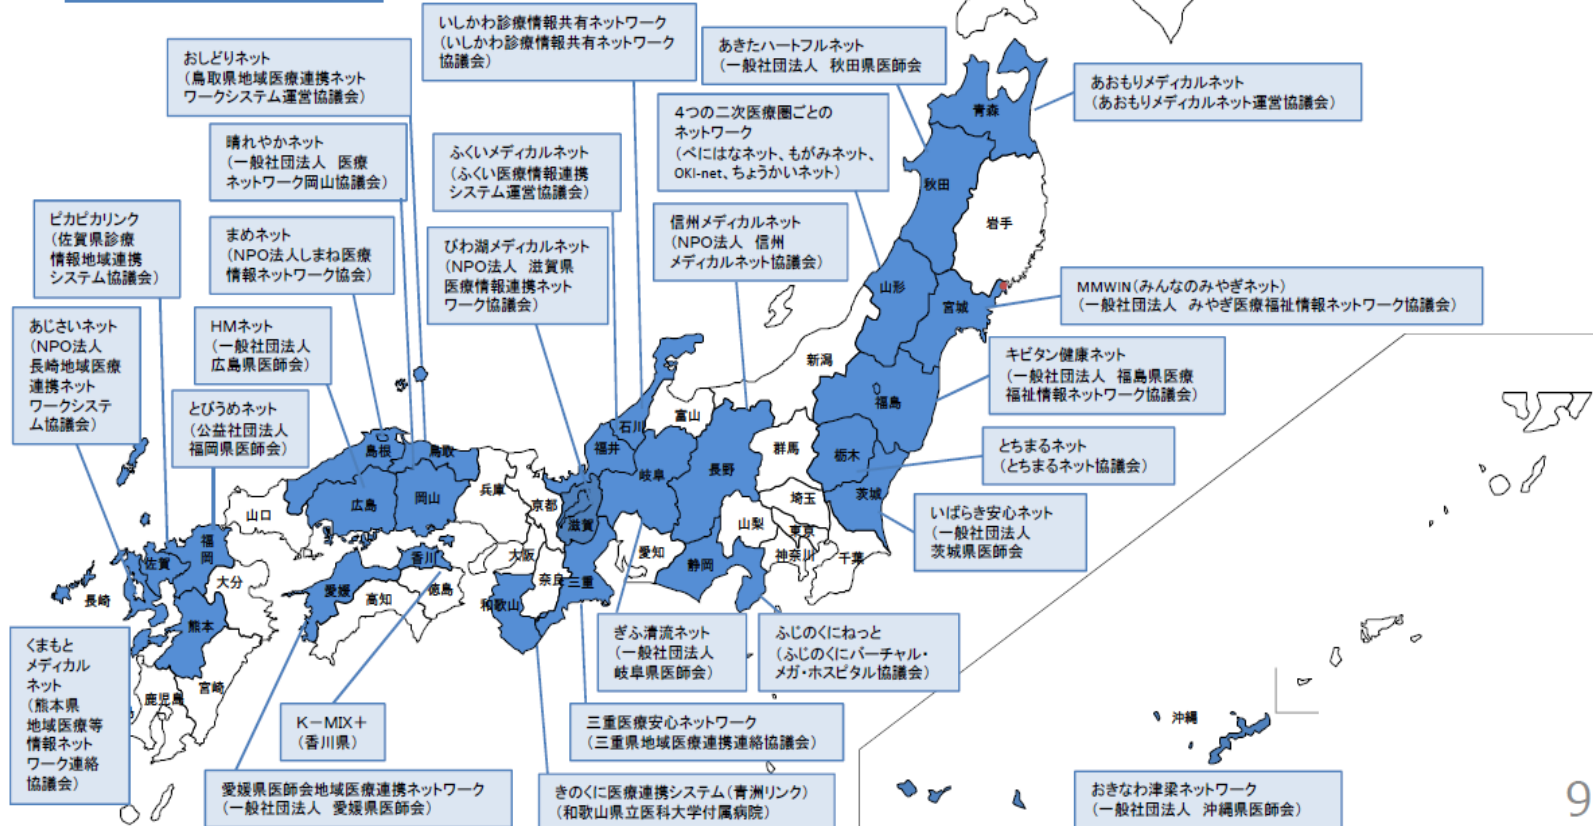 いしかわ診療情報共有ネットワーク
(いしかわ診療情報共有ネットワーク
協議会)
おしどりネット
(鳥取県地域医療連携ネット
ワークシステム運営協議会)
あきたハートフルネット
(一般社団法人　秋田県医師会
あおもりメディカルネット
(あおもりメディカルネット運営協議会)
4つの二次医療圏ごとの
ネットワーク
(べにはなネット、もがみネット、
OKI-net、ちょうかいネット)
晴れやかネット
(一般社団法人　医療
ネットワーク岡山協議会)
ふくいメディカルネット
(ふくい医療情報連携
システム運営協議会)
ピカピカリンク
(佐賀県診療
情報地域連携
システム協議会)
まめネット
(NPO法人しまね医療
情報ネットワーク協会)
びわ湖メディカルネット
(NPO法人　滋賀県
医療情報連携ネット
ワーク協議会)
信州メディカルネット
(NPO法人　信州
メディカルネット協議会)
MMWIN(みんなのみやぎネット)
(一般社団法人　みやぎ医療福祉情報ネットワーク協議会)
あじさいネット
(NPO法人
長崎地域医療
連携ネット
ワークシステ
ム協議会)
HMネット
(一般社団法人
広島県医師会)
キビタン健康ネット
(一般社団法人　福島県医療
福祉情報ネットワーク協議会)
とびうめネット
(公益社団法人
福岡県医師会)
とちまるネット
(とちまるネット協議会)
いばらき安心ネット
(一般社団法人
茨城県医師会
青森
秋田
岩手
山形
宮城
新潟
福島
富山
石川
福井
群馬
栃木
長野
岐阜
茨城
埼玉
東京
山梨
神奈川
千葉
静岡
愛知
滋賀
京都
兵庫
大阪
奈良
三重
和歌山
鳥取
島根
岡山
広島
山口
香川
徳島
愛媛
高知
福岡
佐賀
長崎
大分
熊本
宮崎
鹿児島
沖縄
くまもと
メディカル
ネット
(熊本県
地域医療等
情報ネット
ワーク連絡
協議会)
K－MIX＋
(香川県)
愛媛県医師会地域医療連携ネットワーク
(一般社団法人　愛媛県医師会)
ぎふ清流ネット
(一般社団法人
岐阜県医師会)
ふじのくにねっと
(ふじのくにバーチャル・
メガ・ホスピタル協議会)
三重医療安心ネットワーク
(三重県地域医療連携連絡協議会)
きのくに医療連携システム(青洲リンク)
(和歌山県立医科大学付属病院)
おきなわ津梁ネットワーク
(一般社団法人　沖縄県医師会)
9